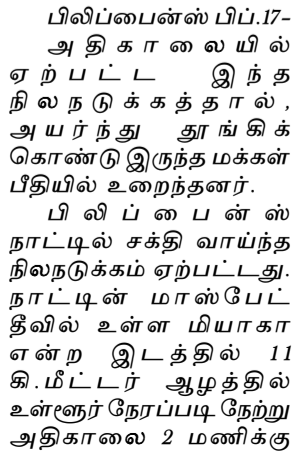 பிலிப்பைன்ஸ் பிப்.17–
அதிகாலையில்
ஏற்பட்ட இந்த
நிலநடுக்கத்தால்,
அயர்ந்து தூங்கிக்
கொண்டு இருந்த மக்கள்
பீதியில் உறைந்தனர்.
பிலிப்பைன்ஸ்
நாட்டில் சக்தி வாய்ந்த
நிலநடுக்கம் ஏற்பட்டது.
நாட்டின் மாஸ்பேட்
தீவில் உள்ள மியாகா
என்ற இடத்தில் 11
கி.மீட்டர் ஆழத்தில்
உள்ளூர் நேரப்படி நேற்று
அதிகாலை 2 மணிக்கு